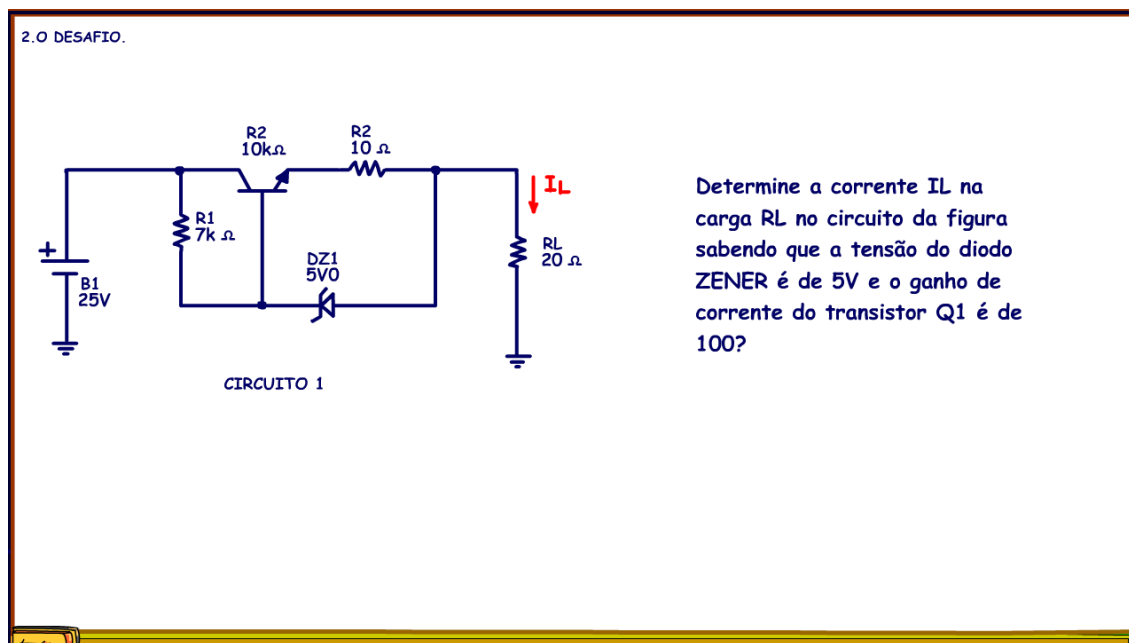 2.O DESAFIO.
R2
10kΩ
R2
10 Ω
R1
7k Ω
+
B1
25V
DZ1
5V0
IL
RL
20 Ω
CIRCUITO 1
Determine a corrente IL na
carga RL no circuito da figura
sabendo que a tensão do diodo
ZENER é de 5V e o ganho de
corrente do transistor Q1 é de
100?